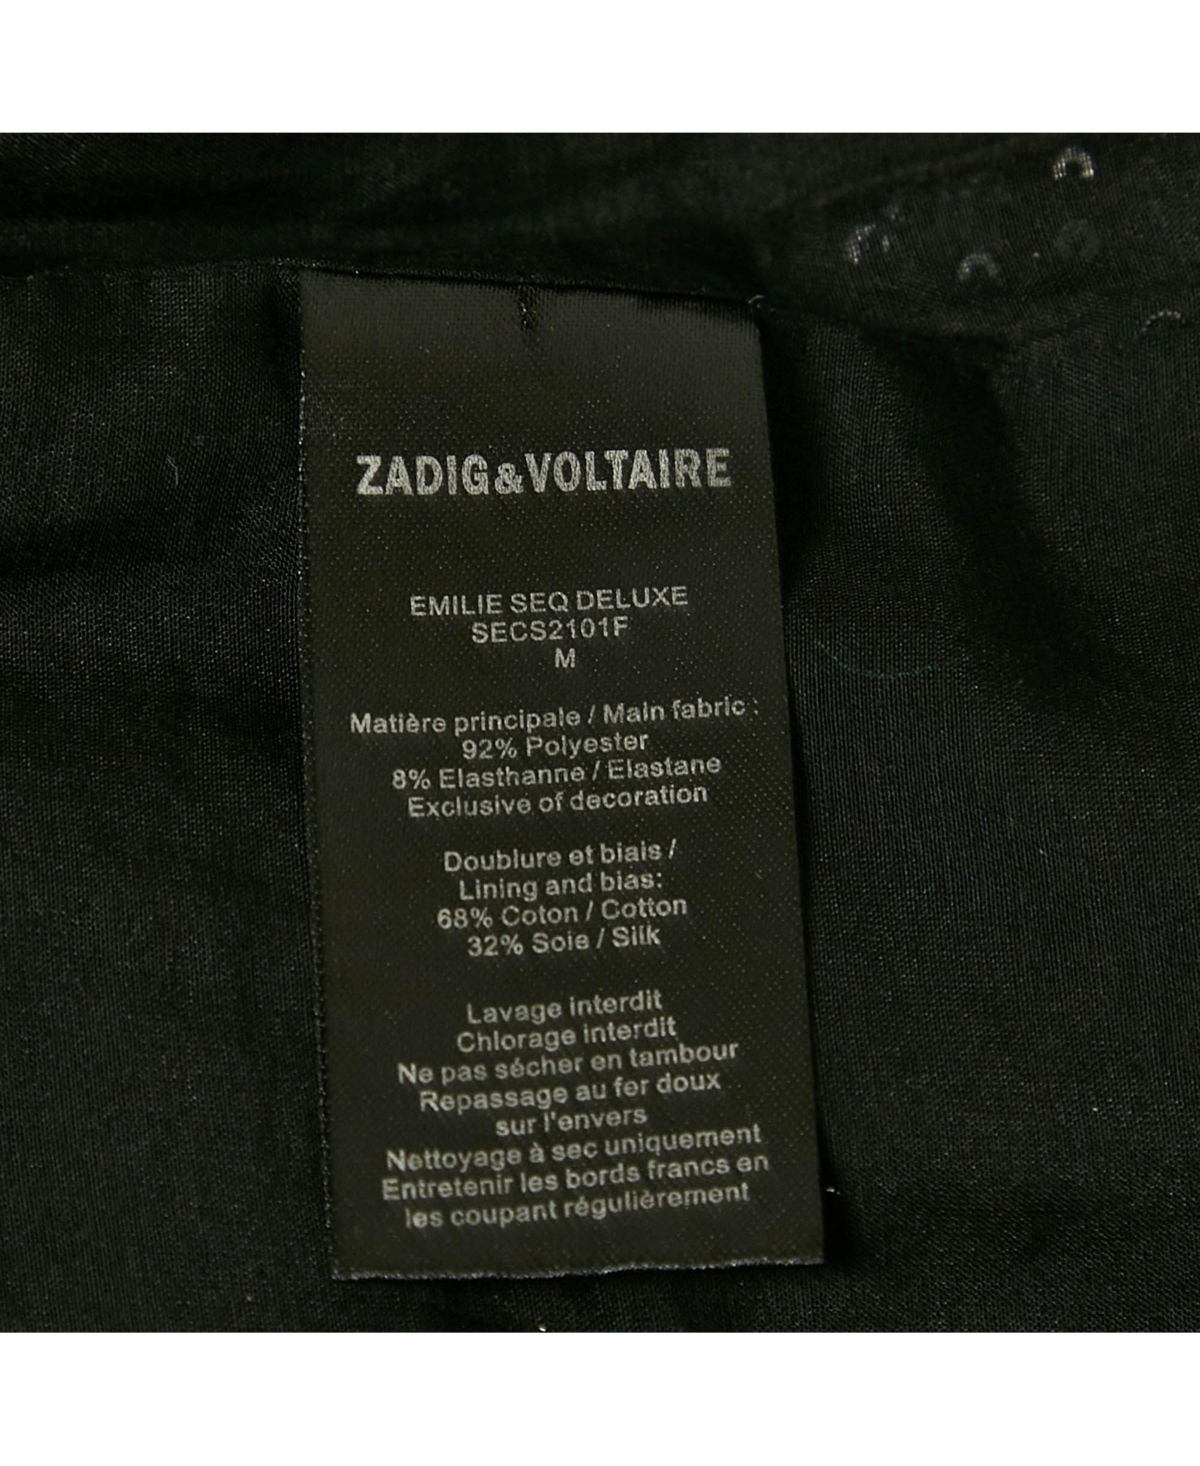 ZADIG&VOLTAIRE
EMILIE SEQ DELUXE
SECS2101F
M
Matière principale / Main fabric :
92% Polyester
8% Elasthanne / Elastane
Exclusive of decoration
Doublure et biais /
Lining and bias:
68% Coton / Cotton
32% Soie / Silk
Lavage interdit
Chlorage interdit
Ne pas sécher en tambour
Repassage au fer doux
sur l'envers
Nettoyage à sec uniquement
Entretenir les bords francs en
les coupant régulièrement